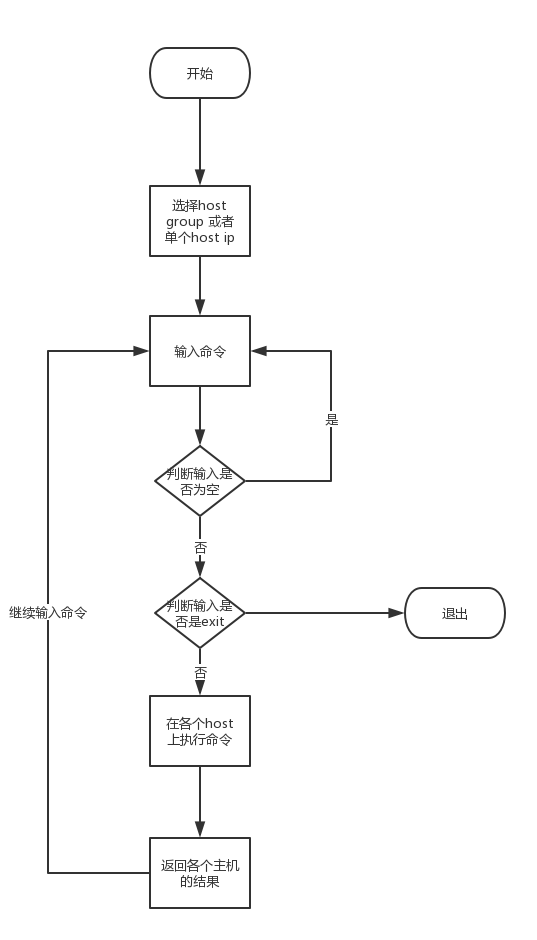 开始
选择host
group 或者
单个host ip
输入命令
是
判断输入是
否为空
否
继续输入命令
判断输入是
否是exit
退出
否
在各个host
上执行命令
返回各个主机
的结果